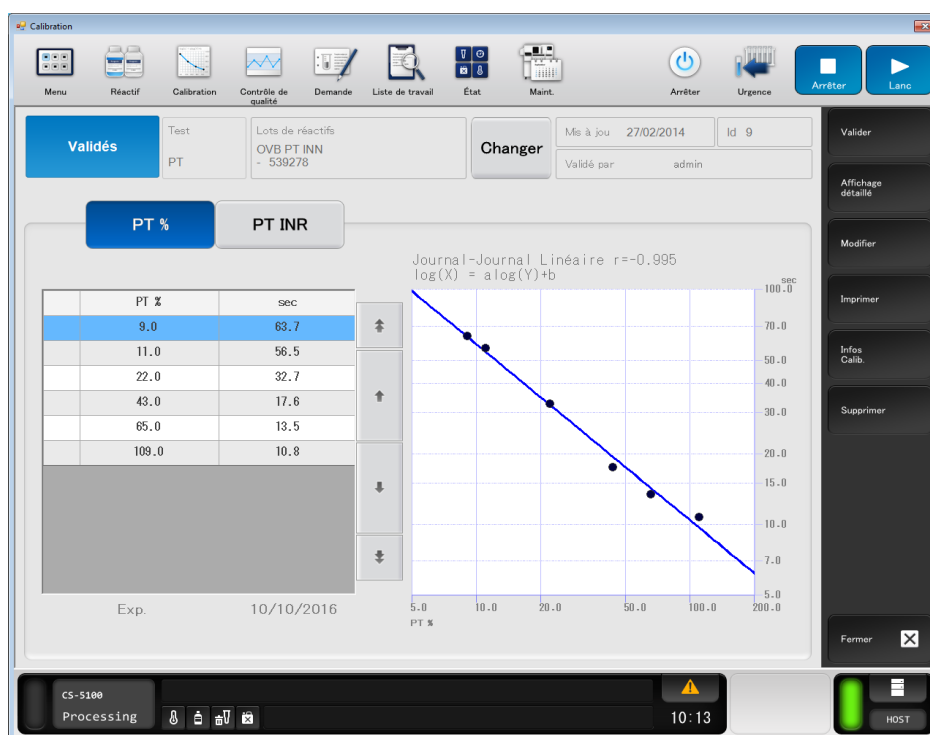 Calibration
Menu
Réactif
Calibration
Contrôle de
qualité
Demande
Liste de travail
État
Maint.
Arrêter
Urgence
Arrêter
Lanc
Validés
Test
PT
Lots de réactifs
OVB PT INN
- 539278
Changer
Mis à jou 27/02/2014
Id 9
Validé par admin
PT %
PT INR
Journal-Journal Linéaire r=-0.995
log(X) = alog(Y)+b
PT % sec
9.0 63.7
11.0 56.5
22.0 32.7
43.0 17.6
65.0 13.5
109.0 10.8
Exp. 10/10/2016
sec
100.0
70.0
50.0
40.0
30.0
20.0
15.0
10.0
7.0
5.0
5.0 10.0 20.0 50.0 100.0 200.0
PT %
Valider
Affichage
détaillé
Modifier
Imprimer
Infos
Calib.
Supprimer
Fermer
CS-5100
Processing
10:13
HOST